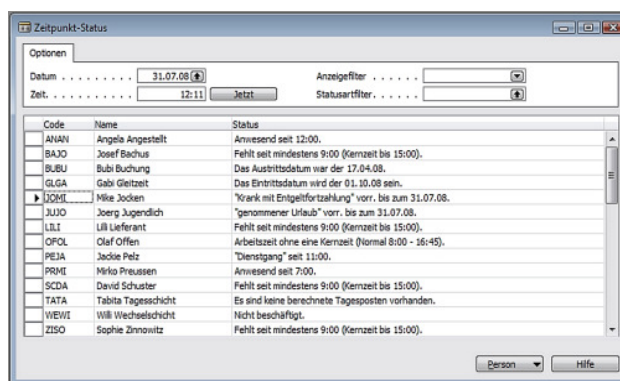 Zeitpunkt-Status
Optionen
Datum . . . . . . . . . 31.07.08 Anzeigefilter . . . . . .
Zeit. . . . . . . . . . . 12:11 Jetzt Statusartfilter. . . . . .
Code Name Status
ANAN Angela Angestellt Anwesend seit 12:00.
BAJO Josef Bachus Fehlt seit mindestens 9:00 (Kernzeit bis 15:00).
BUBU Bubi Buchung Das Austrittsdatum war der 17.04.08.
GLGA Gabi Gleitzeit Das Eintrittsdatum wird der 01.10.08 sein.
JOMI Mike Jocken "Krank mit Entgeltfortzahlung" vorr. bis zum 31.07.08.
JUJO Joerg Jugendlich "genommener Urlaub" vorr. bis zum 31.07.08.
LILI Lilli Lieferant Fehlt seit mindestens 9:00 (Kernzeit bis 15:00).
OFOL Olaf Offen Arbeitszeit ohne eine Kernzeit (Normal 8:00 - 16:45).
PEJA Jackie Pelz "Dienstgang" seit 11:00.
PRMI Mirko Preussen Anwesend seit 7:00.
SCDA David Schuster Fehlt seit mindestens 9:00 (Kernzeit bis 15:00).
TATA Tabita Tagesschicht Es sind keine berechnete Tagesposten vorhanden.
WEWI Willi Wechselschicht Nicht beschäftigt.
ZISO Sophie Zinnowitz Fehlt seit mindestens 9:00 (Kernzeit bis 15:00).
Person Hilfe